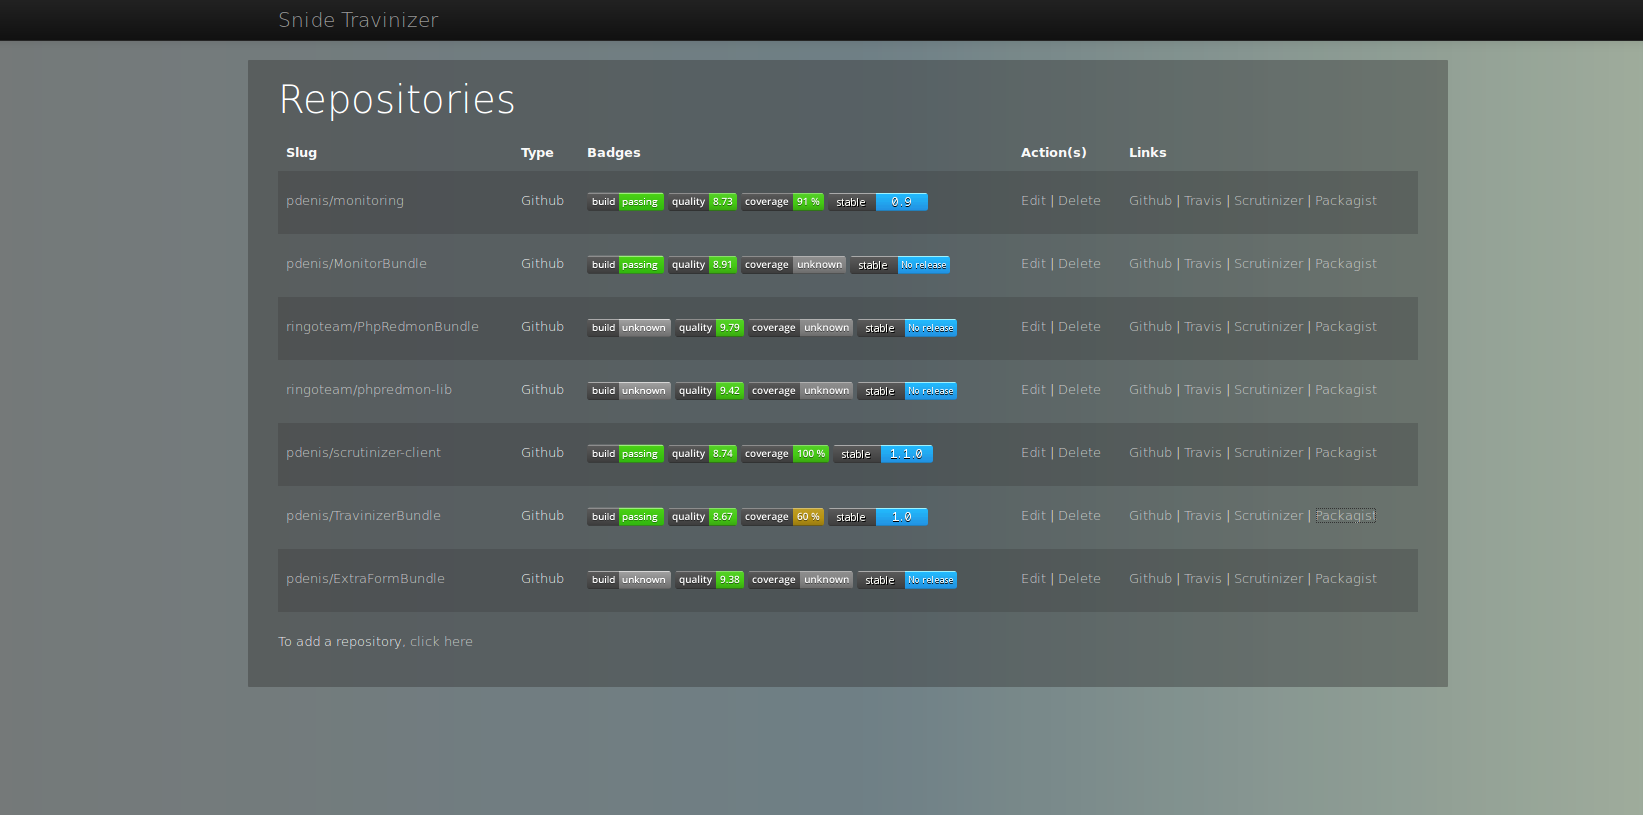 Snide Travinizer
Repositories
Slug Type Badges Action(s) Links
pdenis/monitoring Github build passing quality 8.73 coverage 91 % stable 0.9 Edit | Delete Github | Travis | Scrutinizer | Packagist
pdenis/MonitorBundle Github build passing quality 8.91 coverage unknown stable No release Edit | Delete Github | Travis | Scrutinizer | Packagist
ringoteam/PhpRedmonBundle Github build unknown quality 9.79 coverage unknown stable No release Edit | Delete Github | Travis | Scrutinizer | Packagist
ringoteam/phpredmon-lib Github build unknown quality 9.42 coverage unknown stable No release Edit | Delete Github | Travis | Scrutinizer | Packagist
pdenis/scrutinizer-client Github build passing quality 8.74 coverage 100 % stable 1.1.0 Edit | Delete Github | Travis | Scrutinizer | Packagist
pdenis/TravinizerBundle Github build passing quality 8.67 coverage 60 % stable 1.0 Edit | Delete Github | Travis | Scrutinizer | Packagist
pdenis/ExtraFormBundle Github build unknown quality 9.38 coverage unknown stable No release Edit | Delete Github | Travis | Scrutinizer | Packagist
To add a repository, click here